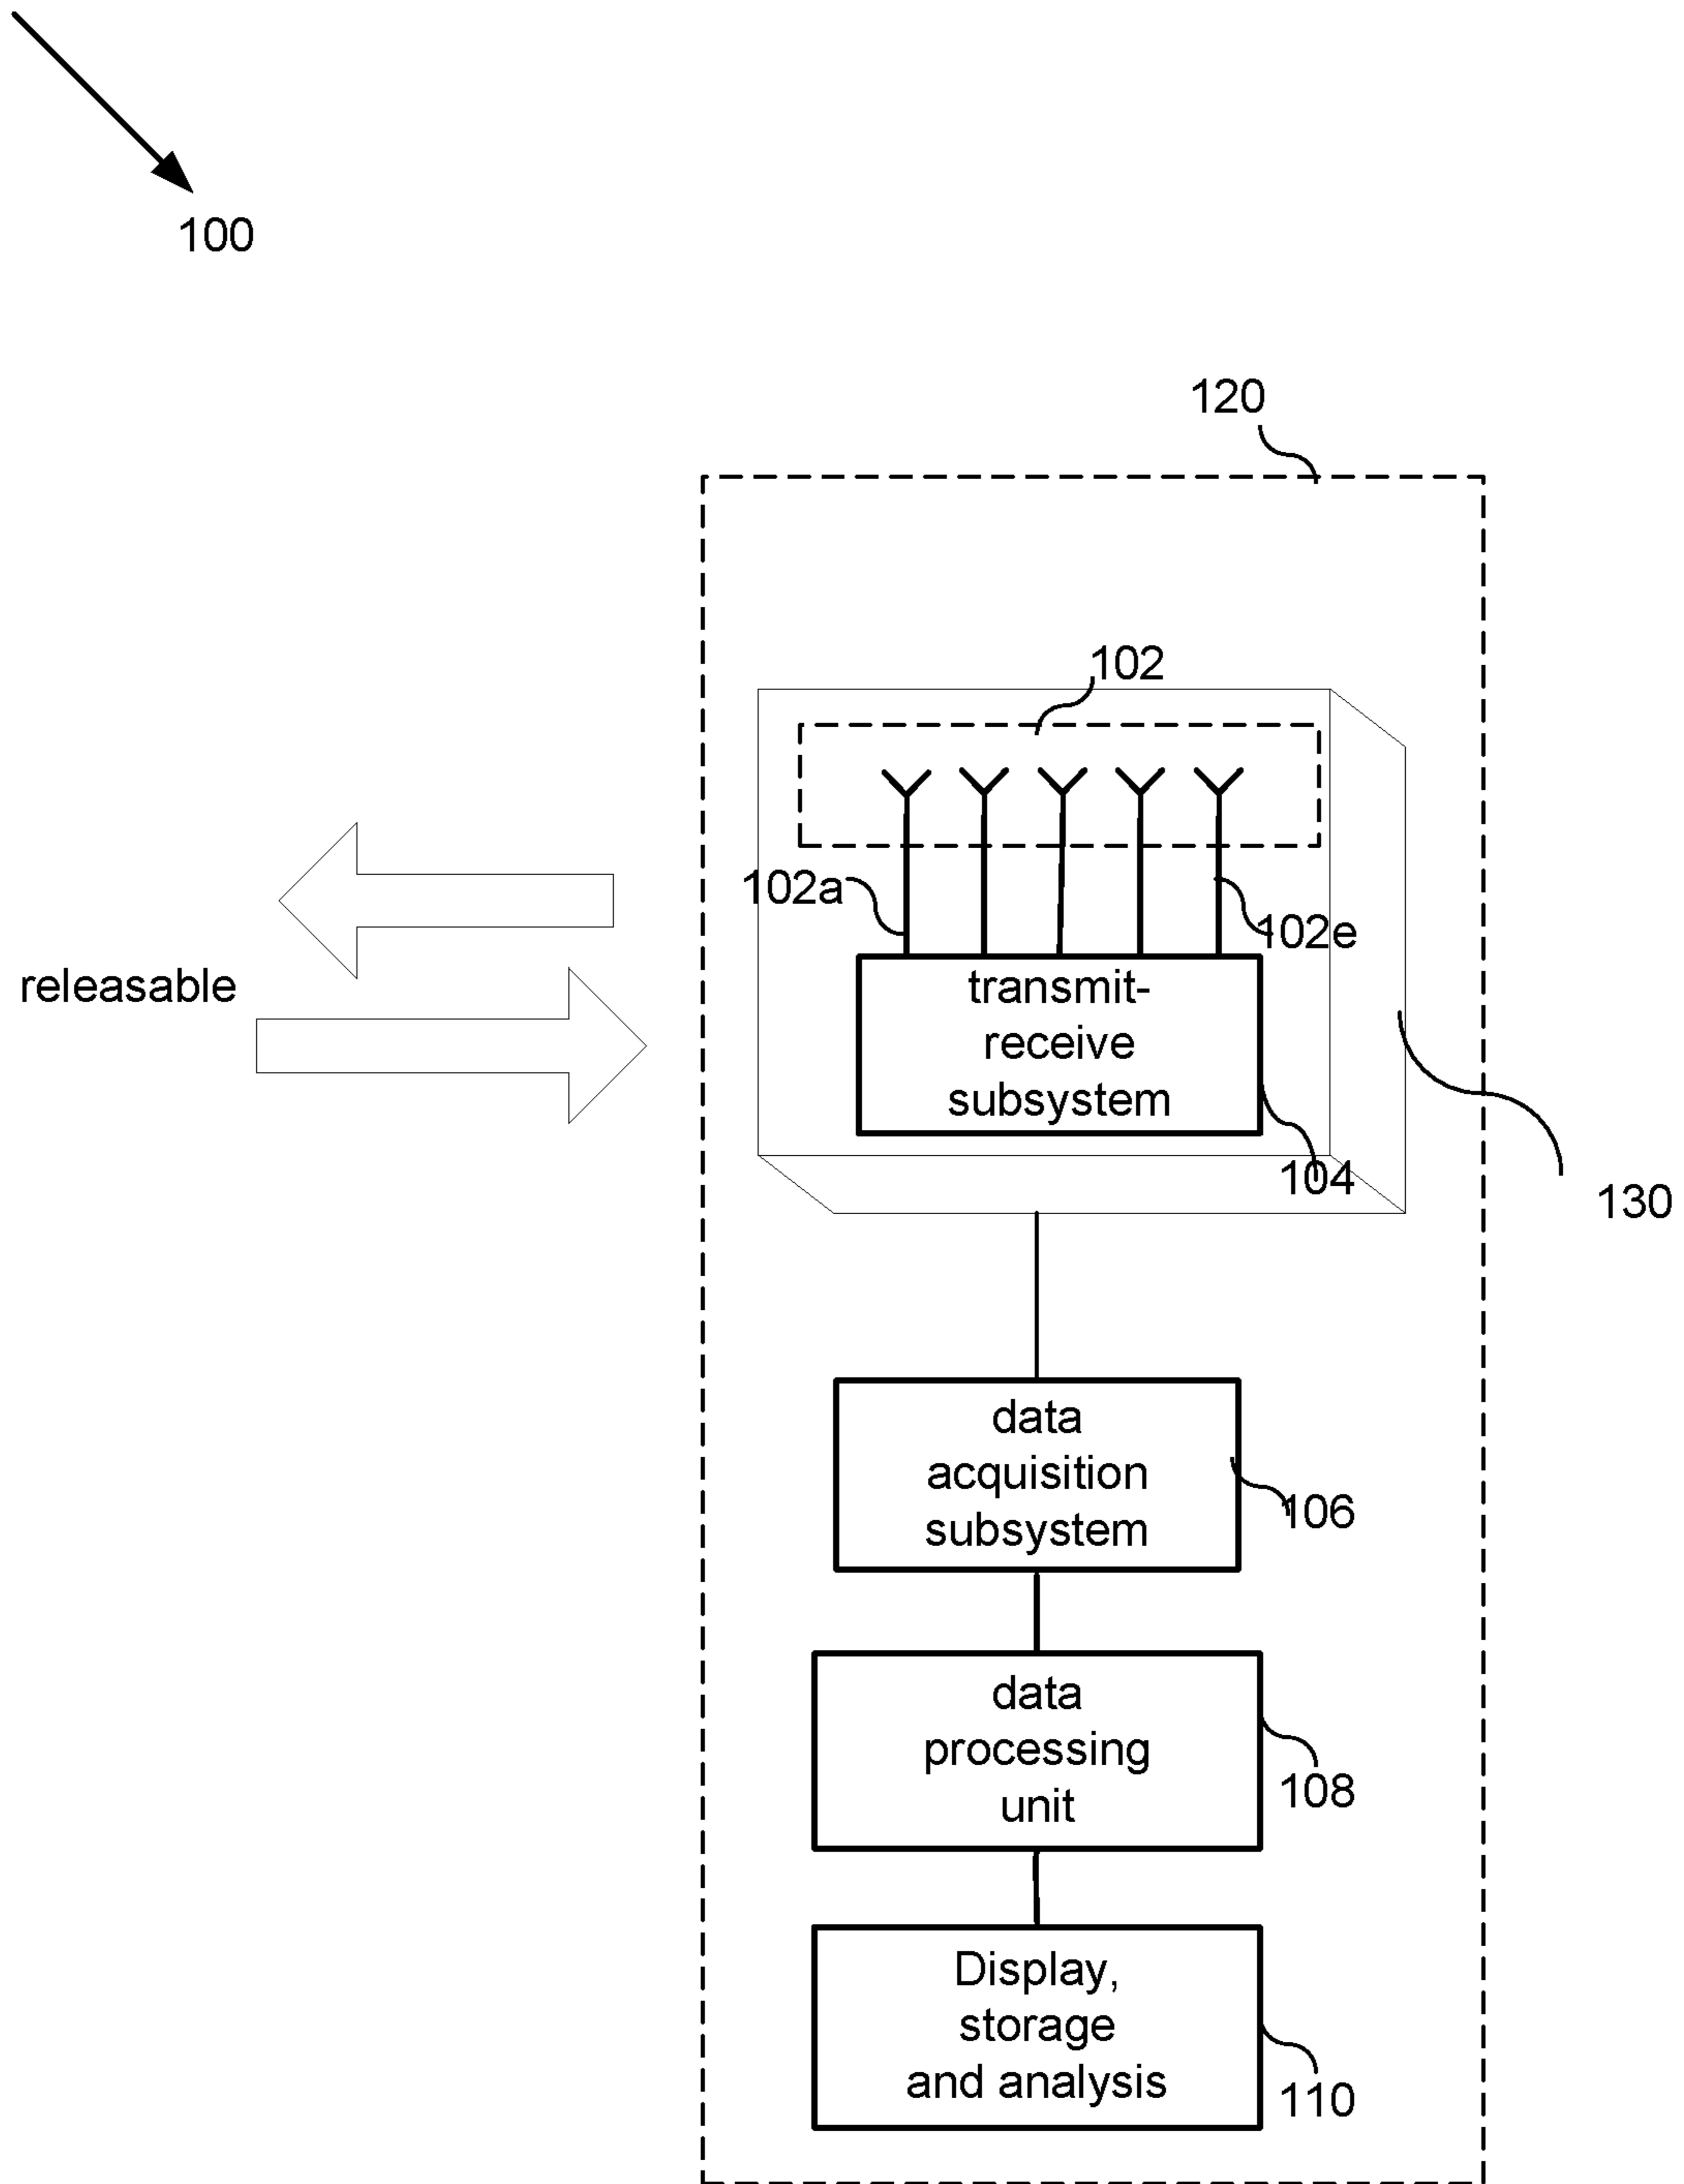 100
120
102
102a
102e
releasable
transmit-
receive
subsystem
104
130
data
acquisition
subsystem
106
data
processing
unit
108
Display,
storage
and analysis
110